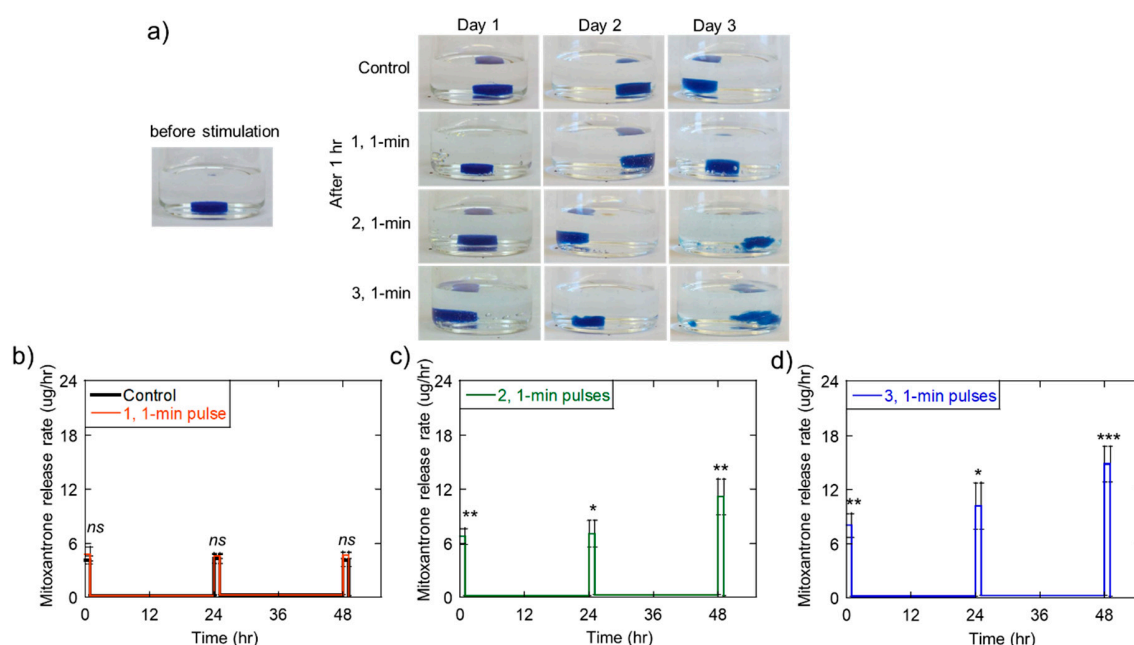 a)
Day 1 Day 2 Day 3
Control
before stimulation
After 1 hr
1, 1-min
2, 1-min
3, 1-min
b)
Mitoxantrone release rate (ug/hr)
24
18
12
6
0
Control
1, 1-min pulse
ns ns ns
0 12 24 36 48
Time (hr)
c)
Mitoxantrone release rate (ug/hr)
24
18
12
6
0
2, 1-min pulses
** * **
0 12 24 36 48
Time (hr)
d)
Mitoxantrone release rate (ug/hr)
24
18
12
6
0
3, 1-min pulses
** * ***
0 12 24 36 48
Time (hr)